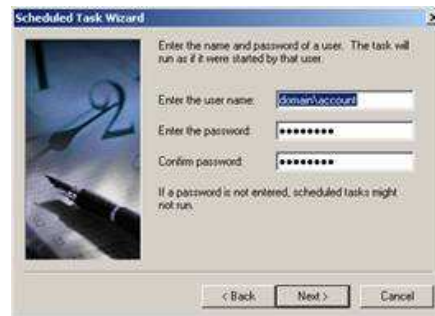 Scheduled Task Wizard
Enter the name and password of a user. The task will
run as if it were started by that user.
Enter the user name:
domain\account
Enter the password:
••••••••
Confirm password:
••••••••
If a password is not entered, scheduled tasks might
not run.
< Back
Next >
Cancel